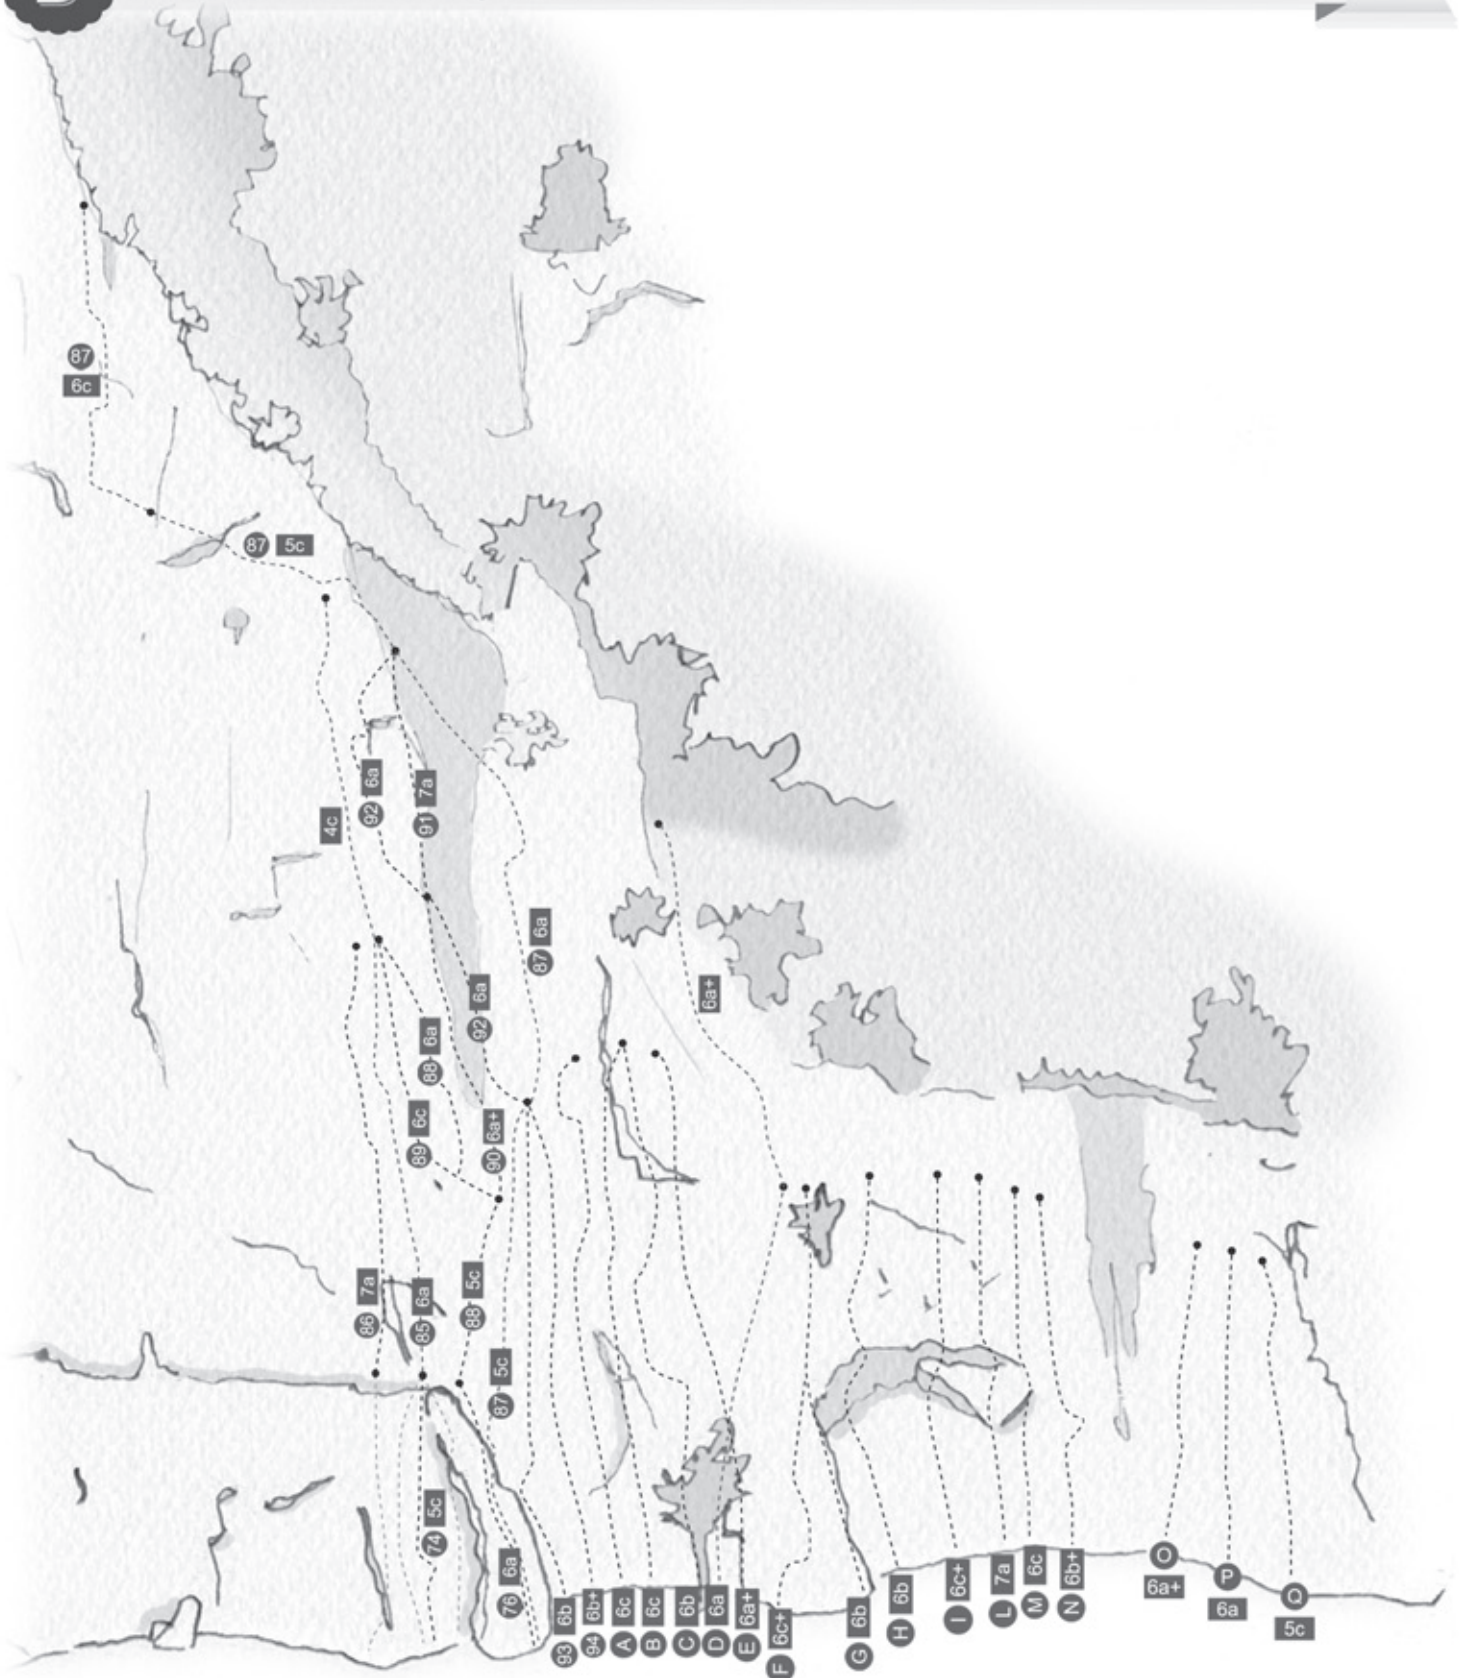 87
6c
87 5c
92 6a
91 7a
4c
87 6a
92 6a
6a+
88 6a
89 6c
90 6a+
86 7a
85 6a
88 5c
87 5c
74 5c
76 6a
93 6b
94 6b+
A 6c
B 6c
C 6b
D 6a
E 6a+
F 6c+
G 6b
H 6b
I 6c+
L 7a
M 6c
N 6b+
O
6a+
P
6a
Q
5c